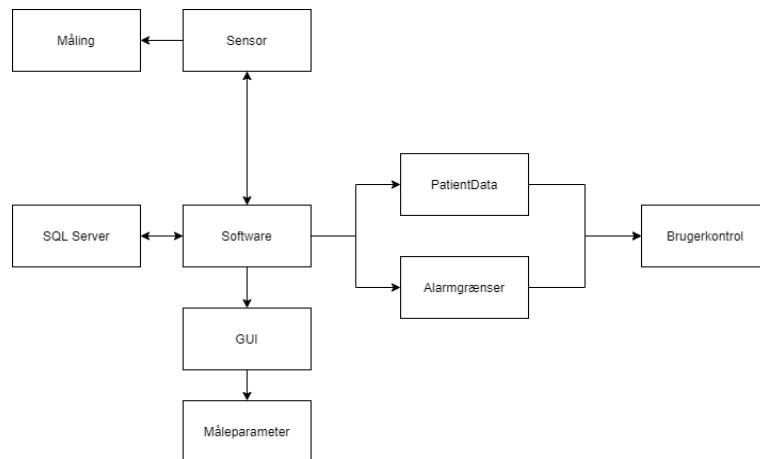 Måling
Sensor
PatientData
SQL Server
Software
Brugerkontrol
Alarmgrænser
GUI
Måleparameter